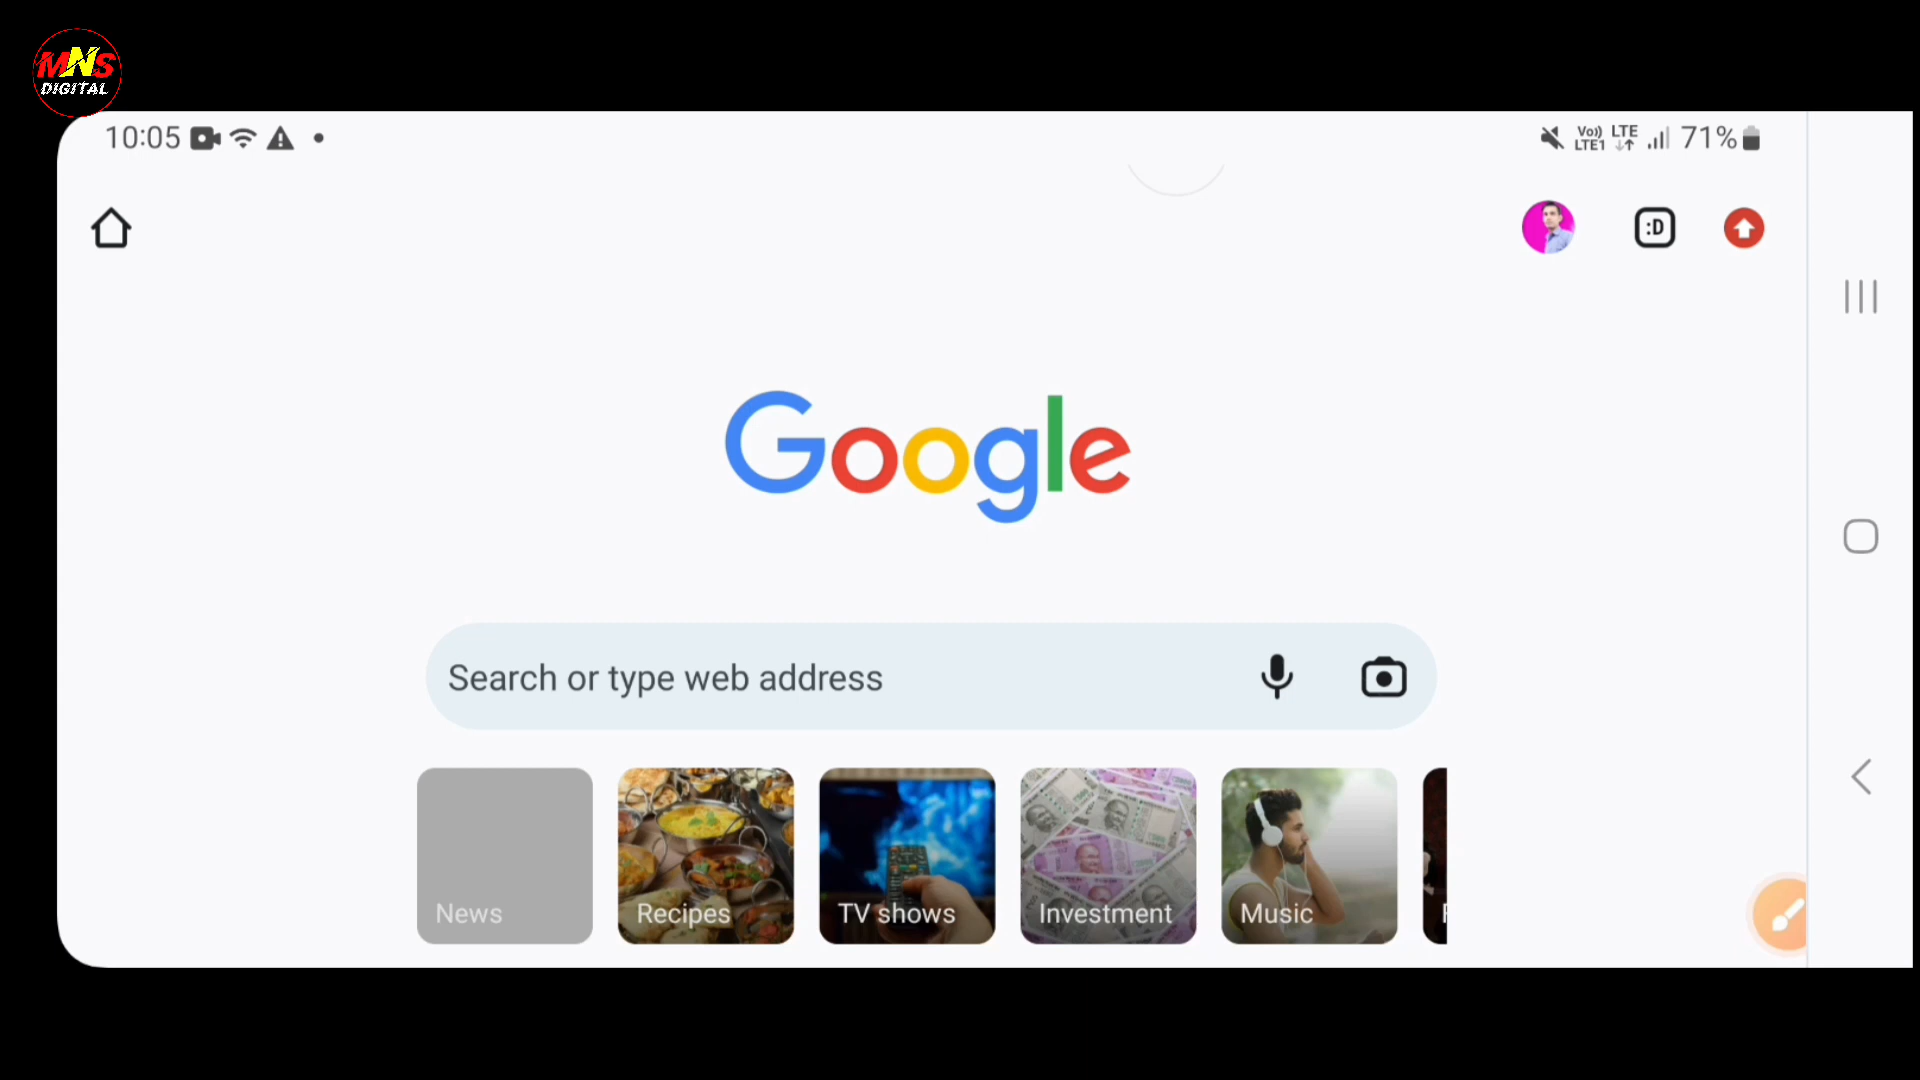 MNS
DIGITAL
10:05
Vo)) LTE
LTE1
71%
:D
Google
Search or type web address
News
Recipes
TV shows
Investment
Music